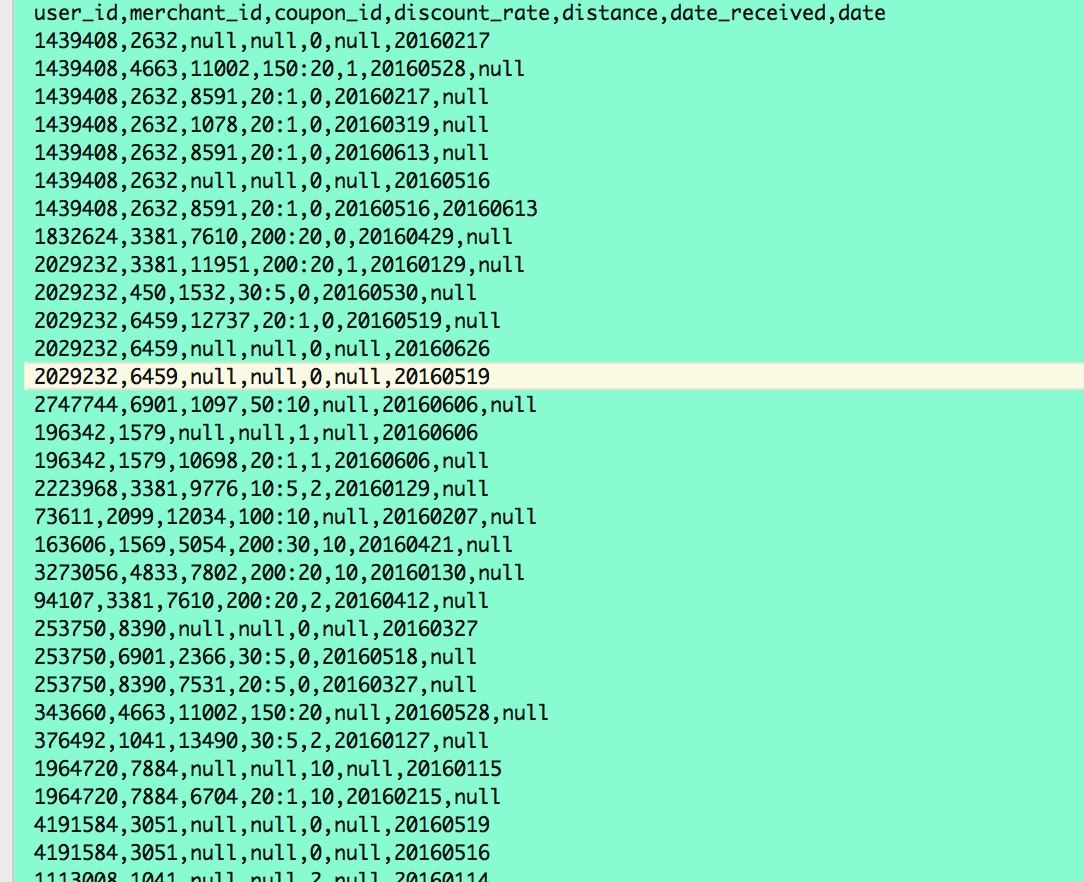 user_id,merchant_id,coupon_id,discount_rate,distance,date_received,date
1439408,2632,null,null,0,null,20160217
1439408,4663,11002,150:20,1,20160528,null
1439408,2632,8591,20:1,0,20160217,null
1439408,2632,1078,20:1,0,20160319,null
1439408,2632,8591,20:1,0,20160613,null
1439408,2632,null,null,0,null,20160516
1439408,2632,8591,20:1,0,20160516,20160613
1832624,3381,7610,200:20,0,20160429,null
2029232,3381,11951,200:20,1,20160129,null
2029232,450,1532,30:5,0,20160530,null
2029232,6459,12737,20:1,0,20160519,null
2029232,6459,null,null,0,null,20160626
2029232,6459,null,null,0,null,20160519
2747744,6901,1097,50:10,null,20160606,null
196342,1579,null,null,1,null,20160606
196342,1579,10698,20:1,1,20160606,null
2223968,3381,9776,10:5,2,20160129,null
73611,2099,12034,100:10,null,20160207,null
163606,1569,5054,200:30,10,20160421,null
3273056,4833,7802,200:20,10,20160130,null
94107,3381,7610,200:20,2,20160412,null
253750,8390,null,null,0,null,20160327
253750,6901,2366,30:5,0,20160518,null
253750,8390,7531,20:5,0,20160327,null
343660,4663,11002,150:20,null,20160528,null
376492,1041,13490,30:5,2,20160127,null
1964720,7884,null,null,10,null,20160115
1964720,7884,6704,20:1,10,20160215,null
4191584,3051,null,null,0,null,20160519
4191584,3051,null,null,0,null,20160516
1113008,1041,null,null,2,null,20160114